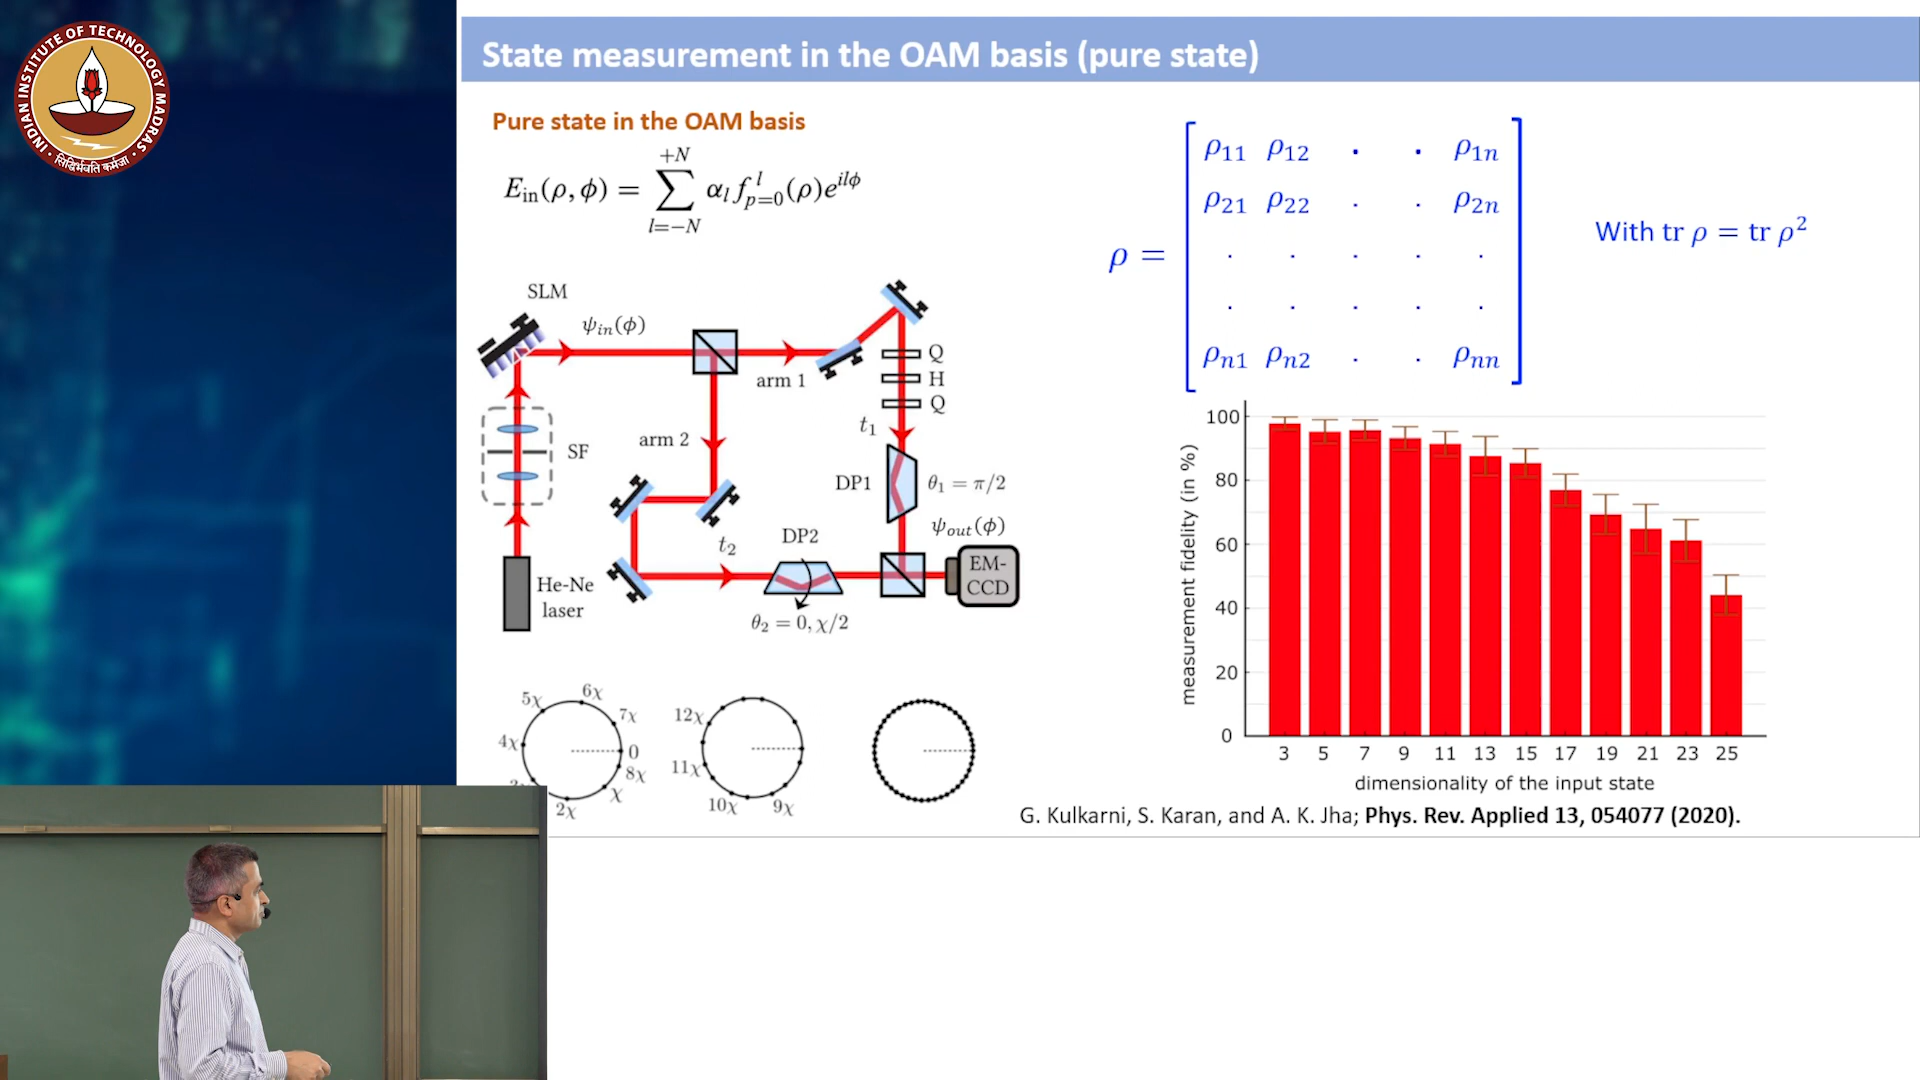 INDIAN INSTITUTE OF TECHNOLOGY MADRAS
सिद्धिर्भवति कर्मजा
State measurement in the OAM basis (pure state)
Pure state in the OAM basis
E_in(ρ, ϕ) = ∑_{l=−N}^{+N} α_l f^l_{p=0}(ρ)e^{ilϕ}
ρ =
ρ11 ρ12 . . ρ1n
ρ21 ρ22 . . ρ2n
. . . . .
. . . . .
ρn1 ρn2 . . ρnn
With tr ρ = tr ρ²
SLM
ψ_in(ϕ)
arm 1
Q
H
Q
t₁
arm 2
SF
DP1
θ₁ = π/2
ψ_out(ϕ)
DP2
t₂
EM-
CCD
He-Ne
laser
θ₂ = 0, χ/2
5χ
6χ
7χ
4χ
0
8χ
χ
2χ
12χ
11χ
10χ
9χ
measurement fidelity (in %)
100
80
60
40
20
0
3 5 7 9 11 13 15 17 19 21 23 25
dimensionality of the input state
G. Kulkarni, S. Karan, and A. K. Jha; Phys. Rev. Applied 13, 054077 (2020).